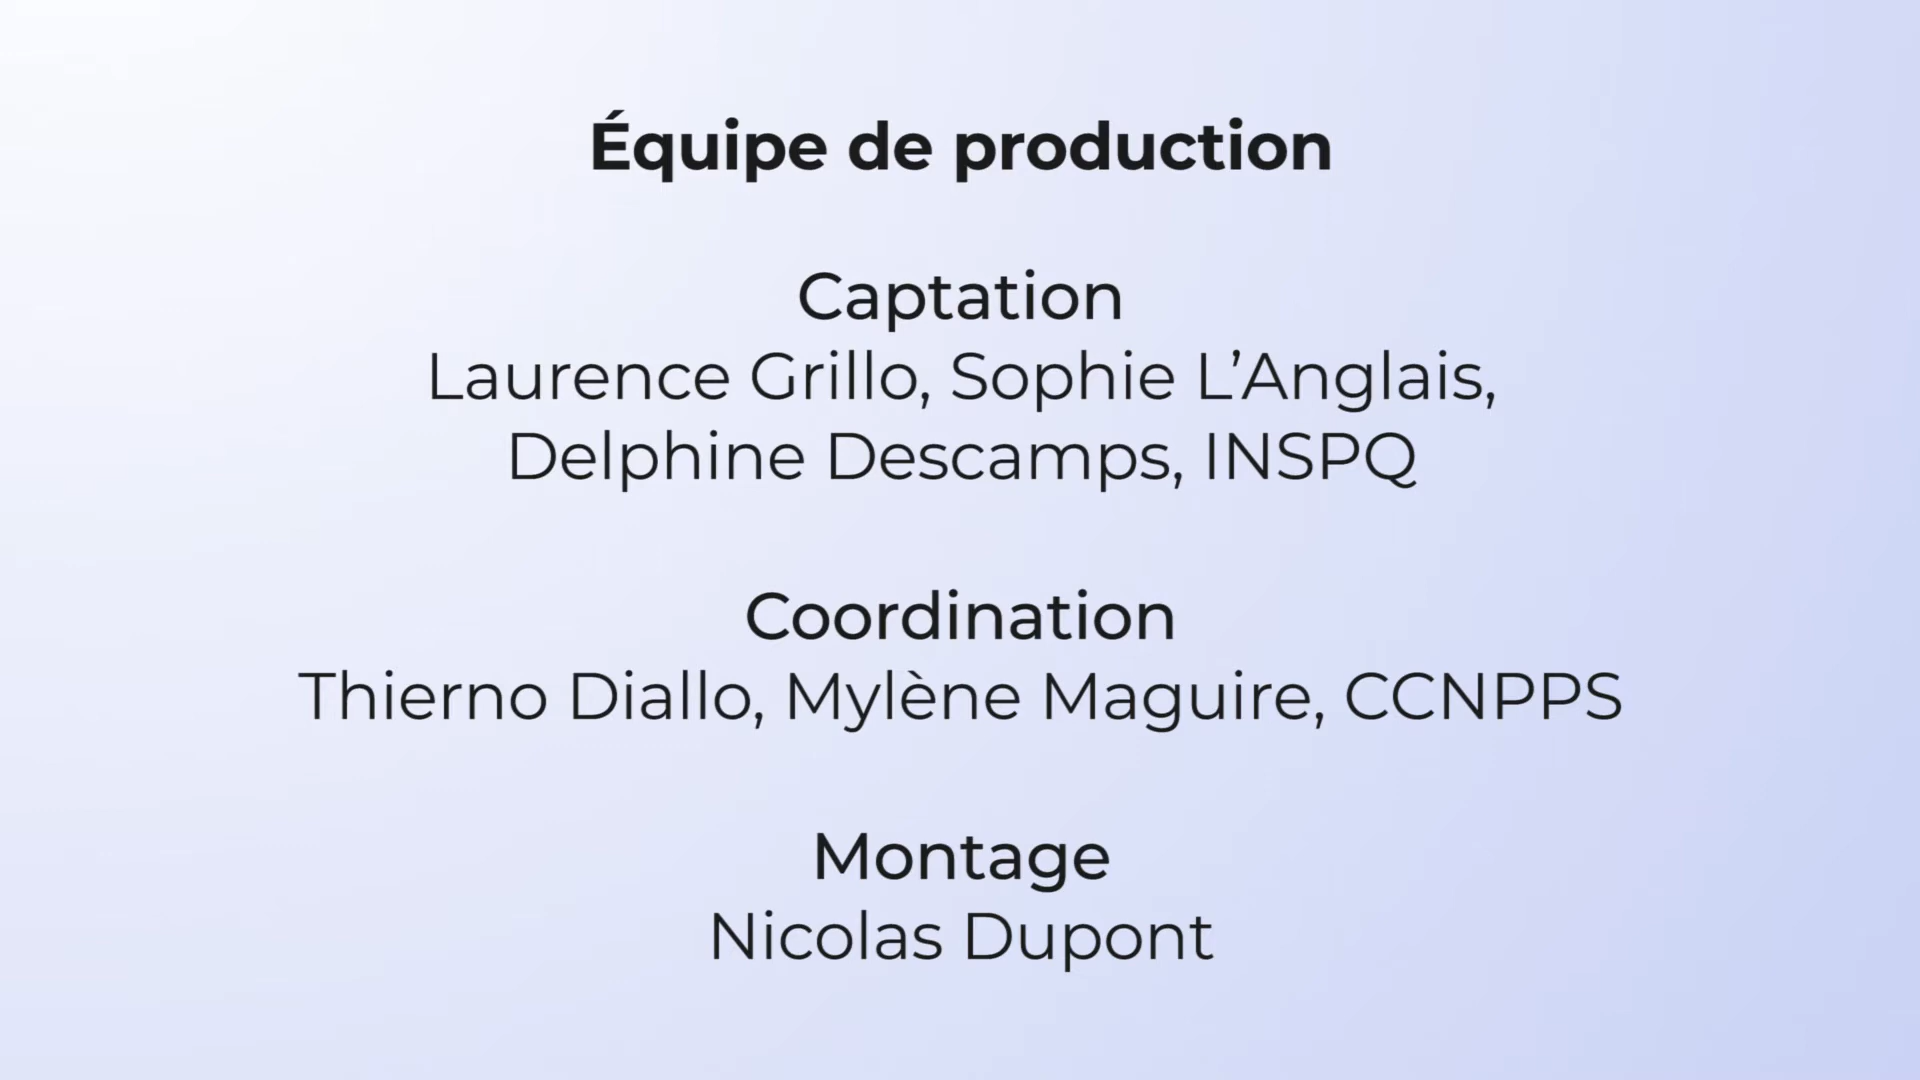 Équipe de production
Captation
Laurence Grillo, Sophie L’Anglais,
Delphine Descamps, INSPQ
Coordination
Thierno Diallo, Mylène Maguire, CCNPPS
Montage
Nicolas Dupont